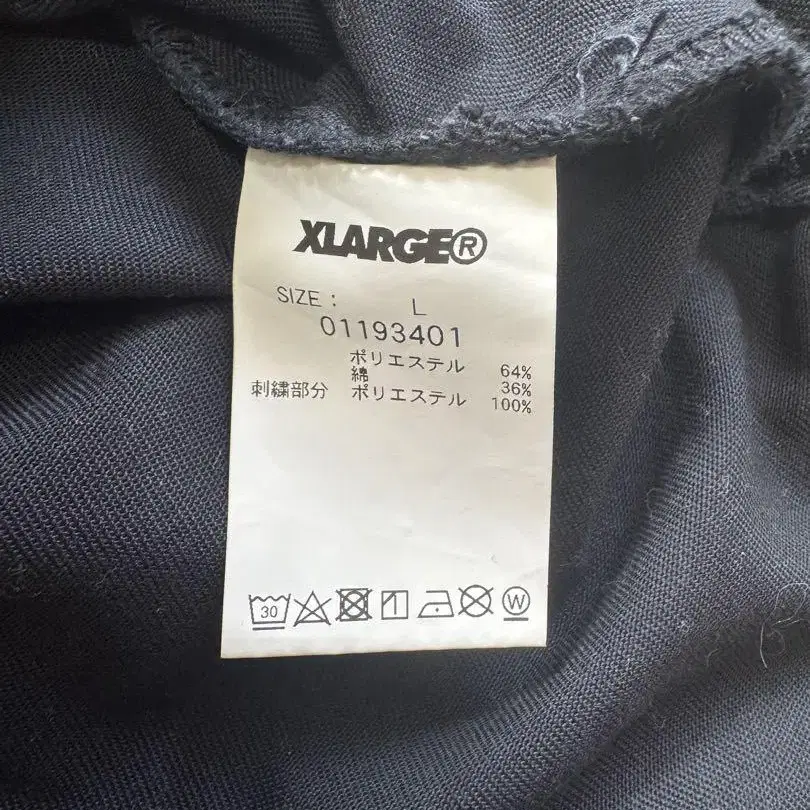 XLARGE®
SIZE : L
01193401
ポリエステル 64%
綿 36%
刺繍部分 ポリエステル 100%
30 W